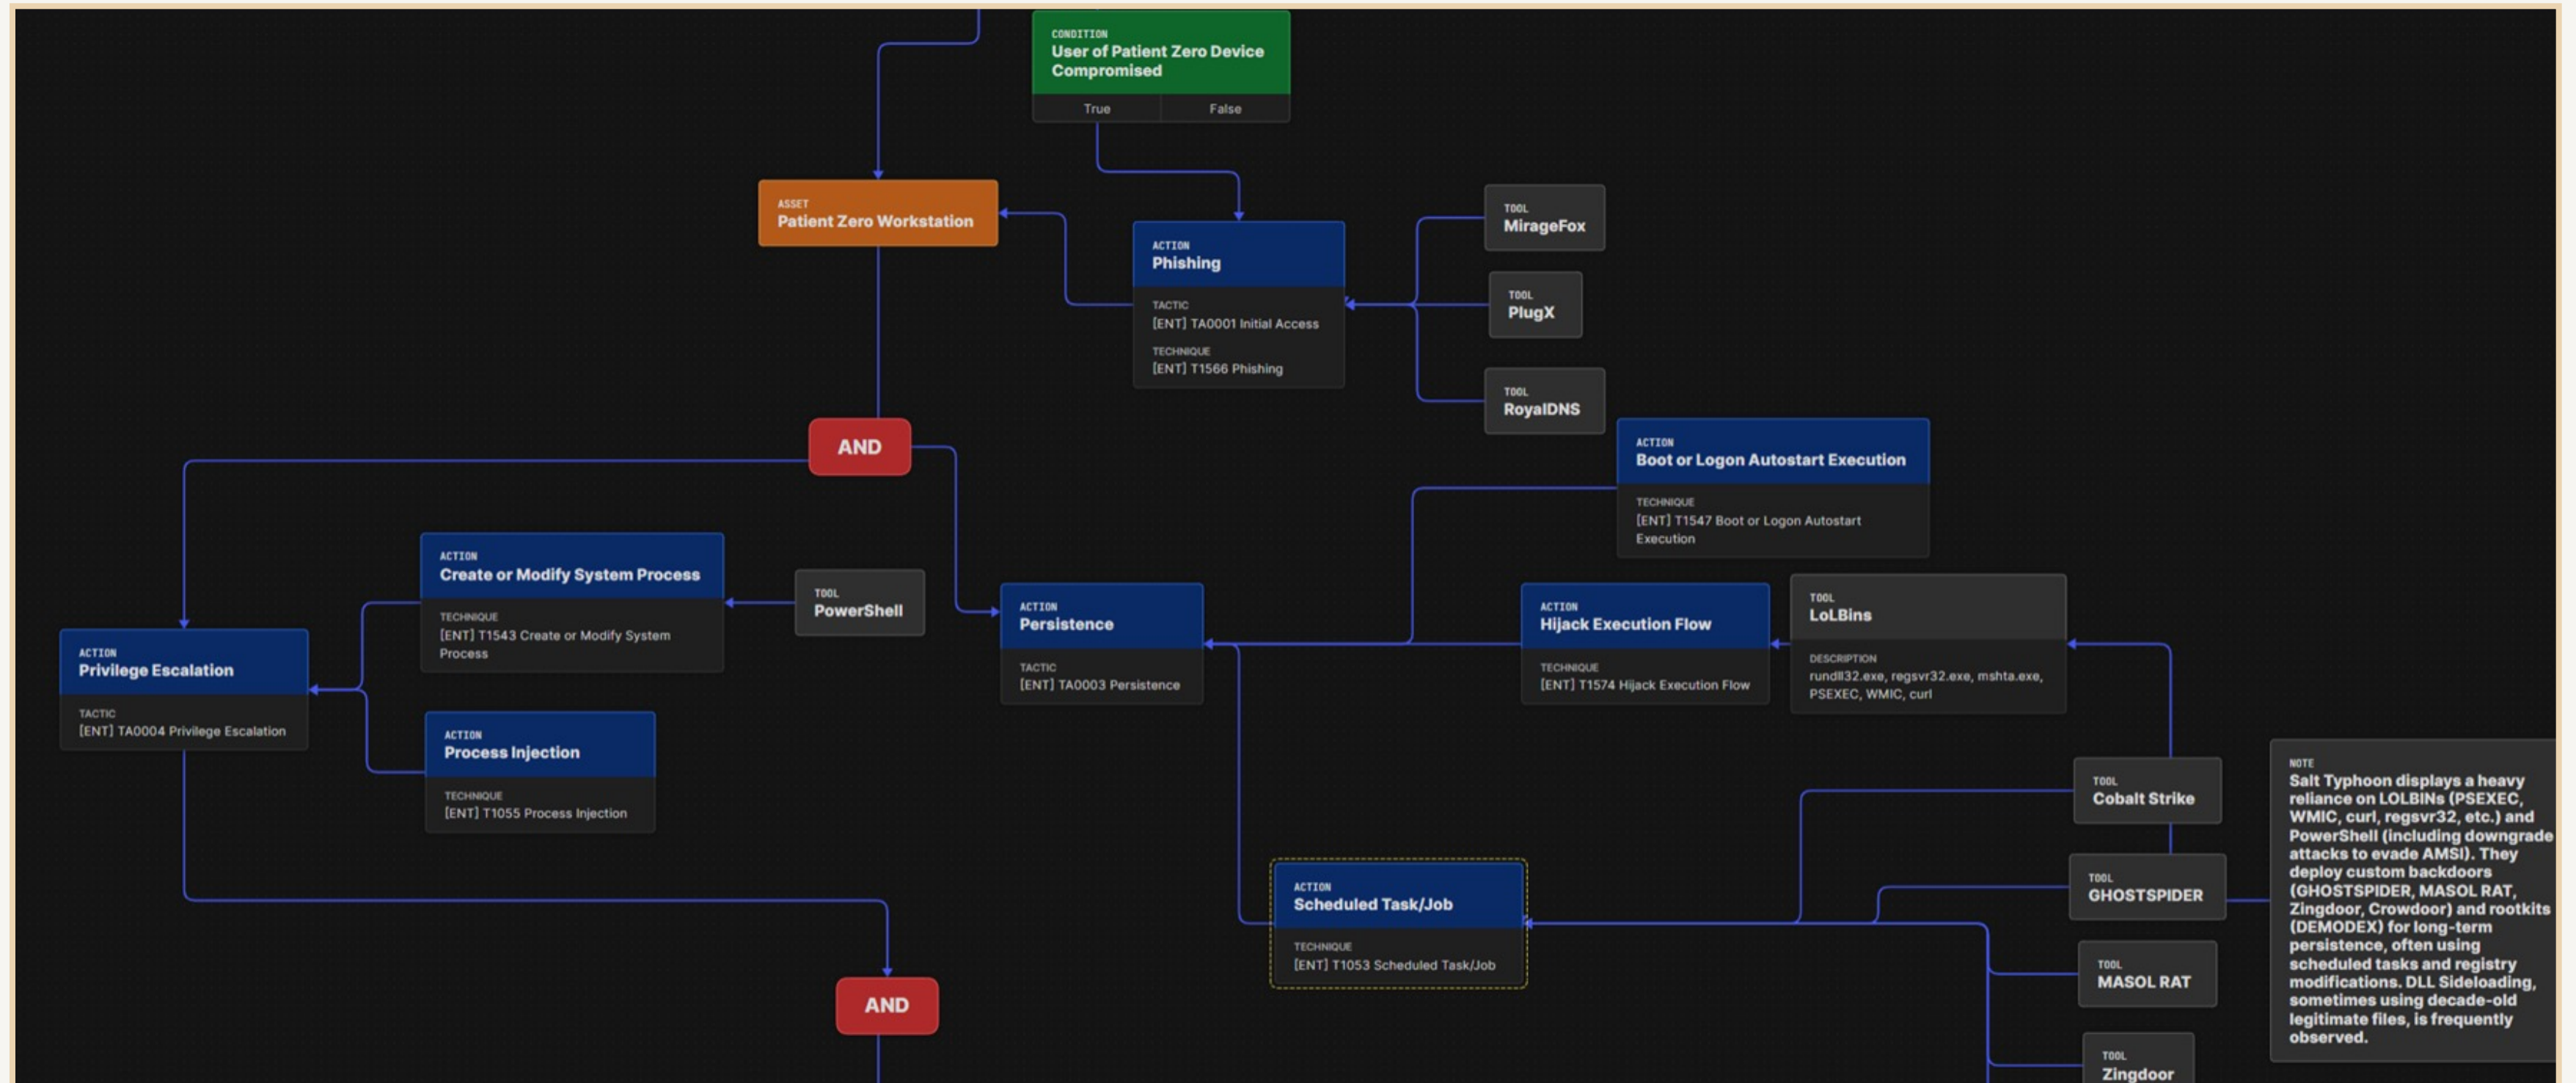 CONDITION
User of Patient Zero Device
Compromised
True
False
ASSET
Patient Zero Workstation
ACTION
Phishing
TACTIC
[ENT] TA0001 Initial Access
TECHNIQUE
[ENT] T1566 Phishing
TOOL
MirageFox
TOOL
PlugX
TOOL
RoyalDNS
AND
ACTION
Boot or Logon Autostart Execution
TECHNIQUE
[ENT] T1547 Boot or Logon Autostart
Execution
ACTION
Create or Modify System Process
TECHNIQUE
[ENT] T1543 Create or Modify System
Process
TOOL
PowerShell
ACTION
Persistence
TACTIC
[ENT] TA0003 Persistence
ACTION
Hijack Execution Flow
TECHNIQUE
[ENT] T1574 Hijack Execution Flow
TOOL
LoLBins
DESCRIPTION
rundll32.exe, regsvr32.exe, mshta.exe,
PSEXEC, WMIC, curl
ACTION
Privilege Escalation
TACTIC
[ENT] TA0004 Privilege Escalation
ACTION
Process Injection
TECHNIQUE
[ENT] T1055 Process Injection
TOOL
Cobalt Strike
TOOL
GHOSTSPIDER
TOOL
MASOL RAT
TOOL
Zingdoor
NOTE
Salt Typhoon displays a heavy
reliance on LOLBINs (PSEXEC,
WMIC, curl, regsvr32, etc.) and
PowerShell (including downgrade
attacks to evade AMSI). They
deploy custom backdoors
(GHOSTSPIDER, MASOL RAT,
Zingdoor, Crowdoor) and rootkits
(DEMODEX) for long-term
persistence, often using
scheduled tasks and registry
modifications. DLL Sideloading,
sometimes using decade-old
legitimate files, is frequently
observed.
ACTION
Scheduled Task/Job
TECHNIQUE
[ENT] T1053 Scheduled Task/Job
AND